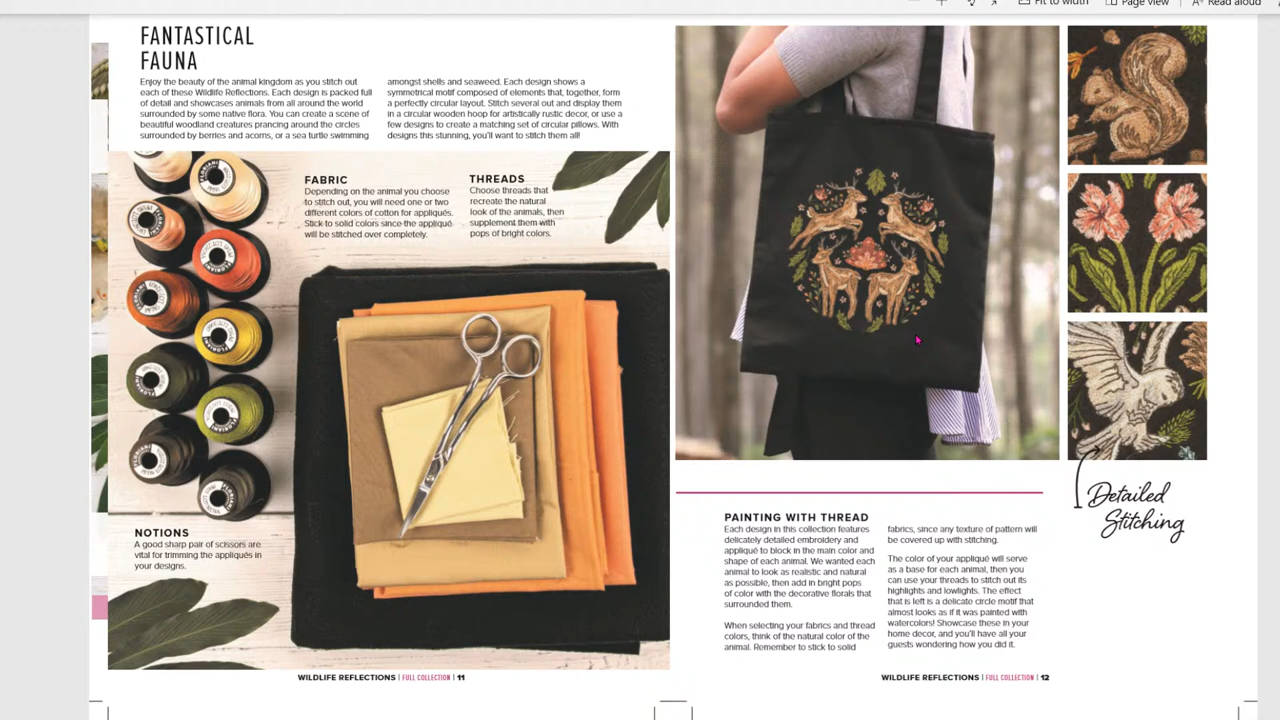 Fit to width
Page view
Read aloud
FANTASTICAL
FAUNA
Enjoy the beauty of the animal kingdom as you stitch out
each of these Wildlife Reflections. Each design is packed full
of detail and showcases animals from all around the world
surrounded by some native flora. You can create a scene of
beautiful woodland creatures prancing around the circles
surrounded by berries and acorns, or a sea turtle swimming
amongst shells and seaweed. Each design shows a
symmetrical motif composed of elements that, together, form
a perfectly circular layout. Stitch several out and display them
in a circular wooden hoop for artistically rustic decor, or use a
few designs to create a matching set of circular pillows. With
designs this stunning, you'll want to stitch them all!
FABRIC
Depending on the animal you choose
to stitch out, you will need one or two
different colors of cotton for appliqués.
Stick to solid colors since the appliqué
will be stitched over completely.
THREADS
Choose threads that
recreate the natural
look of the animals, then
supplement them with
pops of bright colors.
NOTIONS
A good sharp pair of scissors are
vital for trimming the appliqués in
your designs.
WILDLIFE REFLECTIONS | FULL COLLECTION | 11
Detailed
Stitching
PAINTING WITH THREAD
Each design in this collection features
delicately detailed embroidery and
appliqué to block in the main color and
shape of each animal. We wanted each
animal to look as realistic and natural
as possible, then add in bright pops
of color with the decorative florals that
surrounded them.
When selecting your fabrics and thread
colors, think of the natural color of the
animal. Remember to stick to solid
fabrics, since any texture of pattern will
be covered up with stitching.
The color of your appliqué will serve
as a base for each animal, then you
can use your threads to stitch out its
highlights and lowlights. The effect
that is left is a delicate circle motif that
almost looks as if it was painted with
watercolors! Showcase these in your
home decor, and you'll have all your
guests wondering how you did it.
WILDLIFE REFLECTIONS | FULL COLLECTION | 12